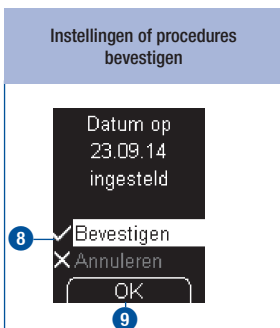 Instellingen of procedures
bevestigen
Datum op
23.09.14
ingesteld
8 ✓ Bevestigen
✕ Annuleren
OK
9